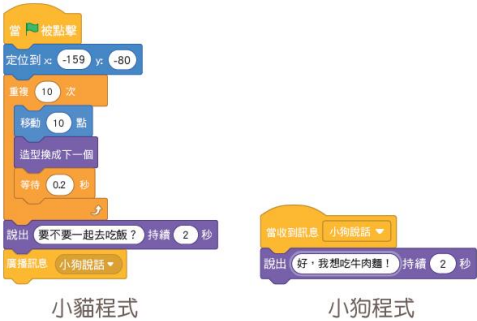 當 被點擊
定位到 x: -159 y: -80
重複 10 次
移動 10 點
造型換成下一個
等待 0.2 秒
說出 要不要一起去吃飯？ 持續 2 秒
廣播訊息 小狗說話
小貓程式
當收到訊息 小狗說話
說出 好，我想吃牛肉麵！ 持續 2 秒
小狗程式